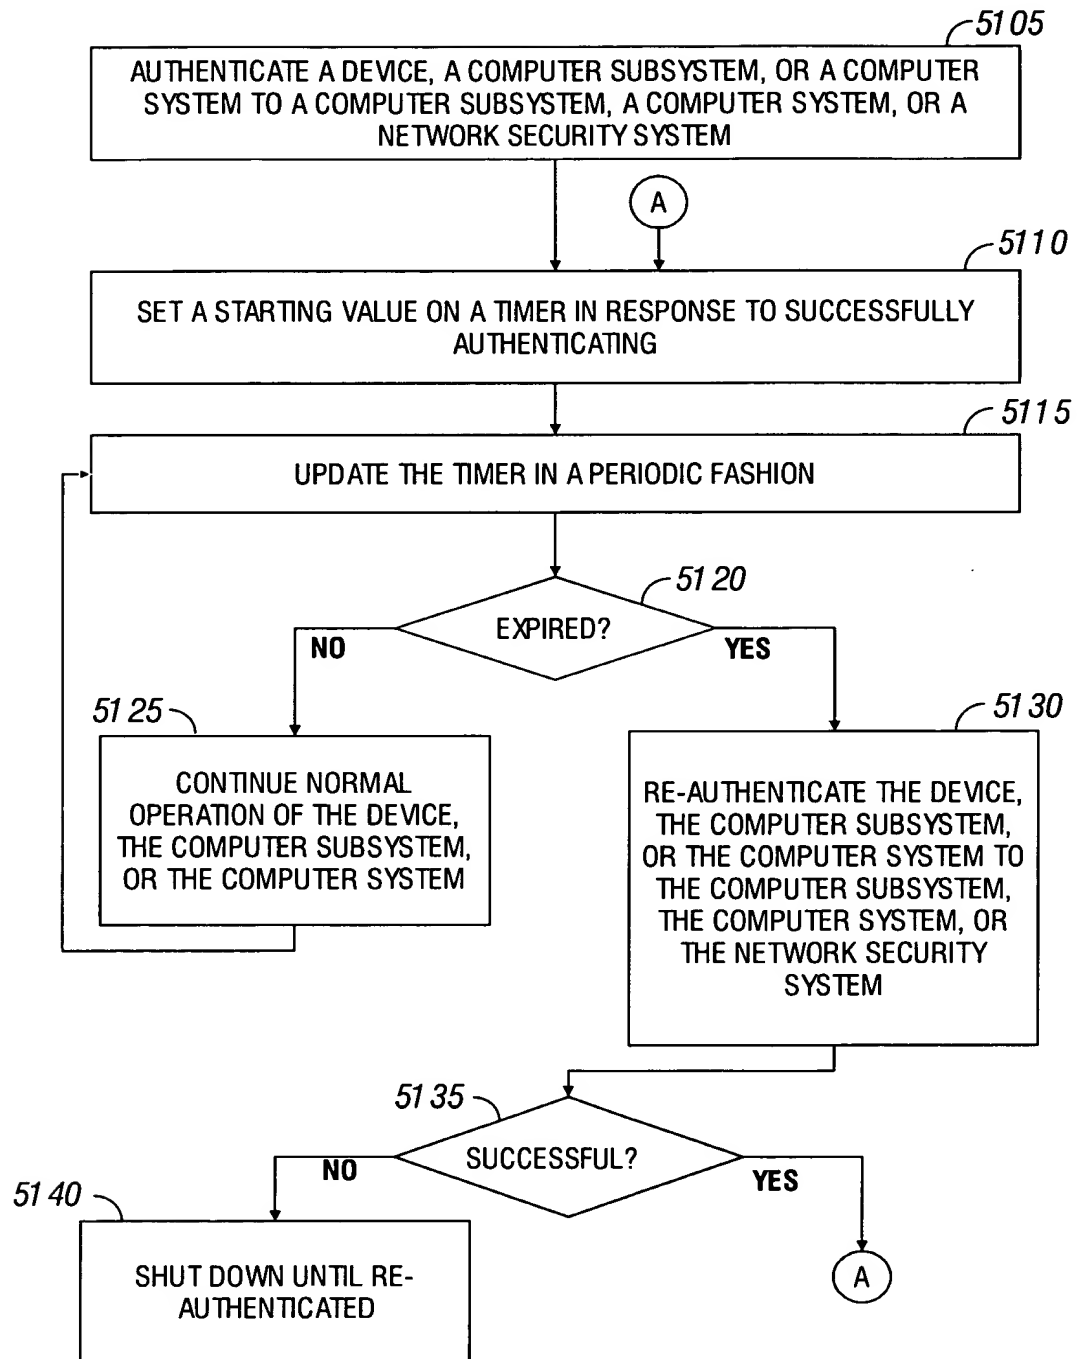 5105
AUTHENTICATE A DEVICE, A COMPUTER SUBSYSTEM, OR A COMPUTER
SYSTEM TO A COMPUTER SUBSYSTEM, A COMPUTER SYSTEM, OR A
NETWORK SECURITY SYSTEM
A
5110
SET A STARTING VALUE ON A TIMER IN RESPONSE TO SUCCESSFULLY
AUTHENTICATING
5115
UPDATE THE TIMER IN A PERIODIC FASHION
5120
EXPIRED?
NO
YES
5125
CONTINUE NORMAL
OPERATION OF THE DEVICE,
THE COMPUTER SUBSYSTEM,
OR THE COMPUTER SYSTEM
5130
RE-AUTHENTICATE THE DEVICE,
THE COMPUTER SUBSYSTEM,
OR THE COMPUTER SYSTEM TO
THE COMPUTER SUBSYSTEM,
THE COMPUTER SYSTEM, OR
THE NETWORK SECURITY
SYSTEM
5135
SUCCESSFUL?
NO
YES
5140
SHUT DOWN UNTIL RE-
AUTHENTICATED
A